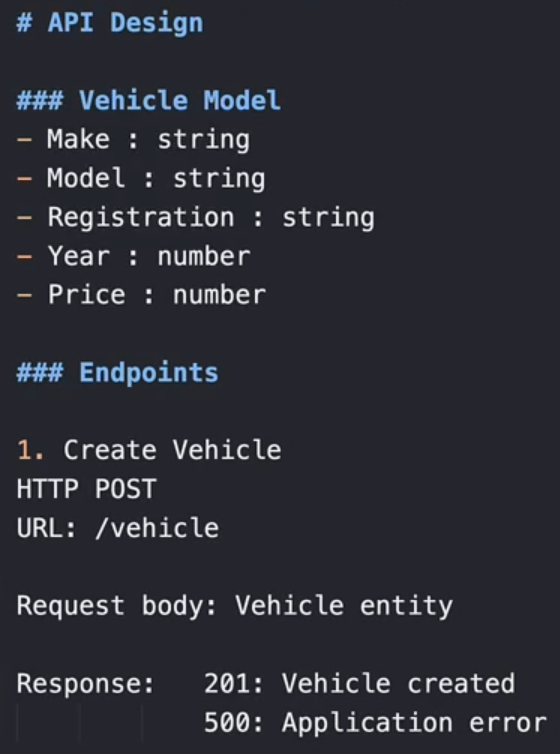 # API Design
### Vehicle Model
- Make : string
- Model : string
- Registration : string
- Year : number
- Price : number
### Endpoints
1. Create Vehicle
HTTP POST
URL: /vehicle
Request body: Vehicle entity
Response:   201: Vehicle created
            500: Application error